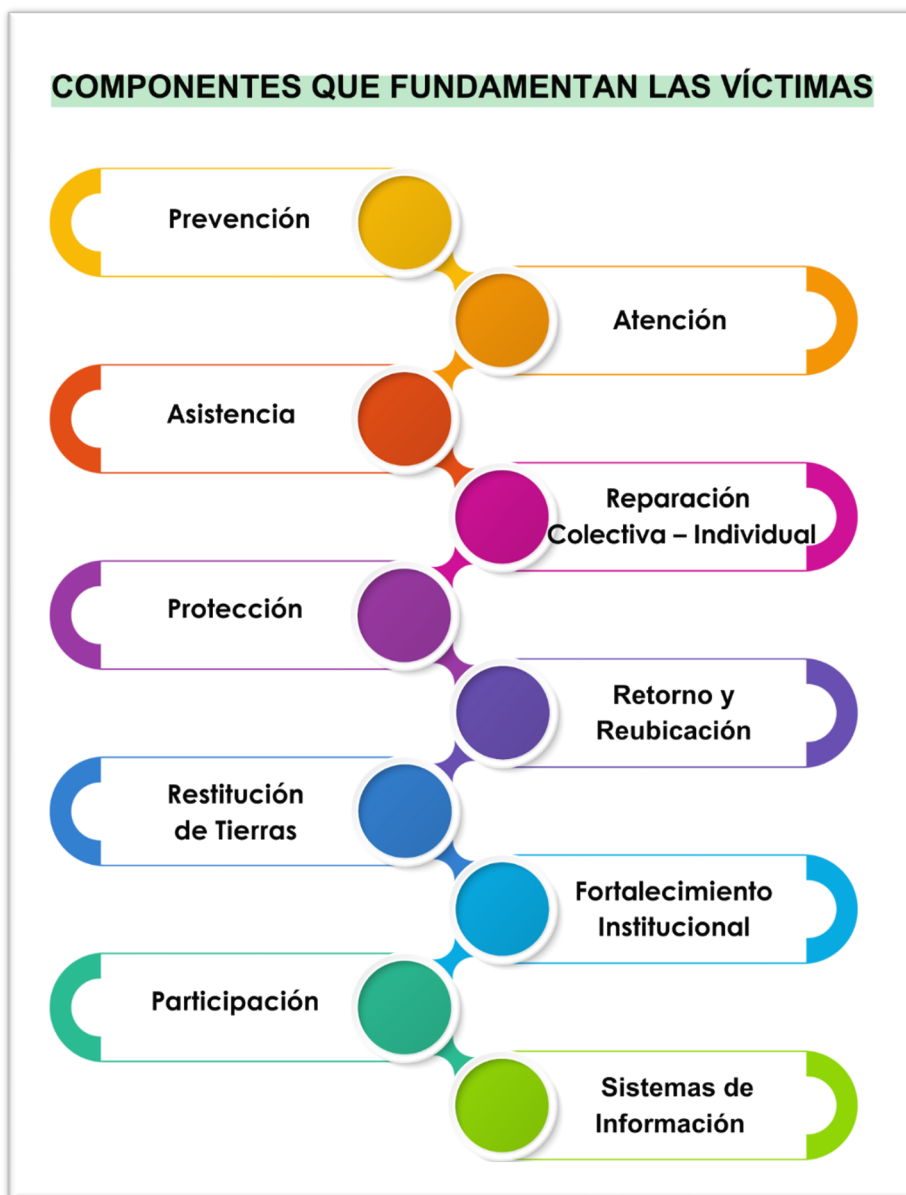 COMPONENTES QUE FUNDAMENTAN LAS VÍCTIMAS
Prevención
Atención
Asistencia
Reparación
Colectiva – Individual
Protección
Retorno y
Reubicación
Restitución
de Tierras
Fortalecimiento
Institucional
Participación
Sistemas de
Información